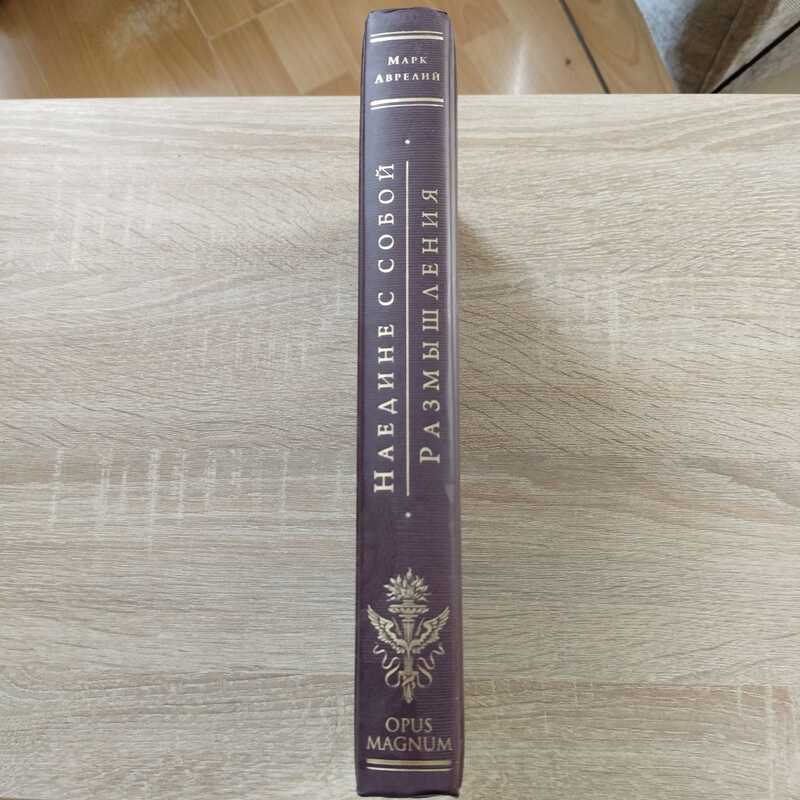 Марк
Аврелий
Наедине с собой
Размышления
OPUS
MAGNUM